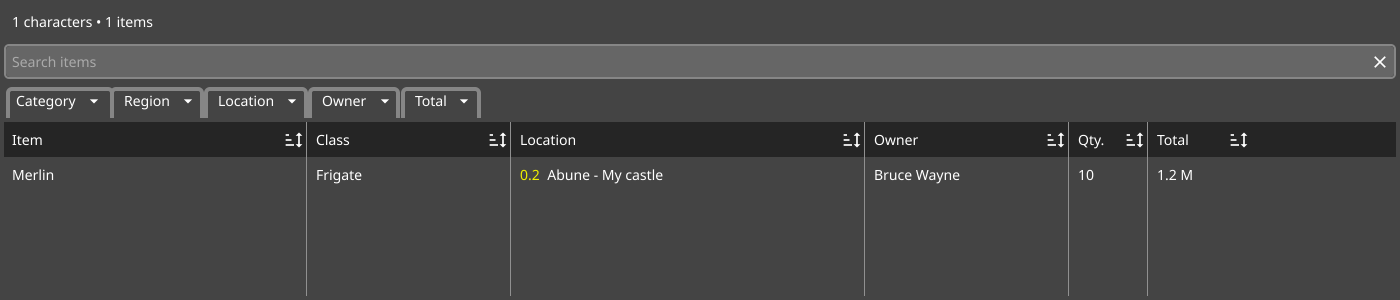 1 characters • 1 items
Search items
Category Region Location Owner Total
Item Class Location Owner Qty. Total
Merlin Frigate 0.2 Abune - My castle Bruce Wayne 10 1.2 M